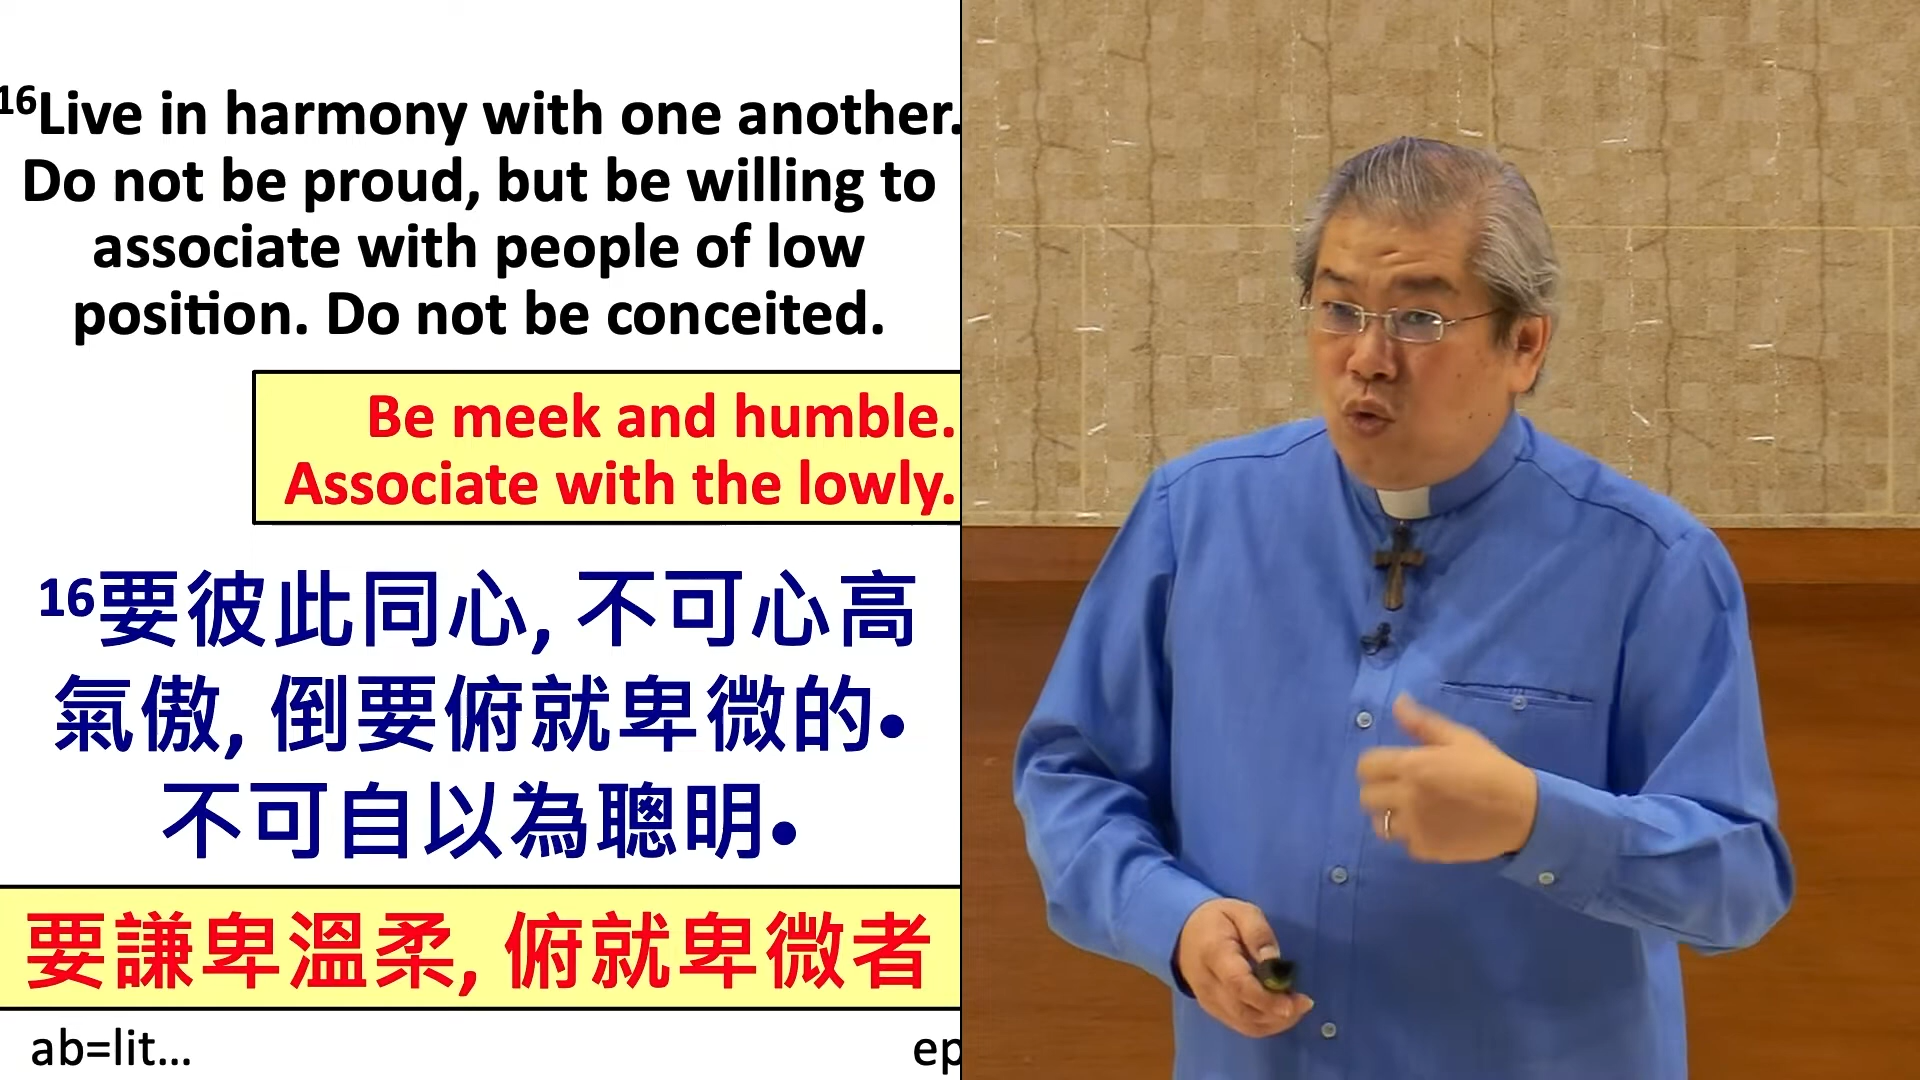 16Live in harmony with one another.
Do not be proud, but be willing to
associate with people of low
position. Do not be conceited.
Be meek and humble.
Associate with the lowly.
16要彼此同心, 不可心高
氣傲, 倒要俯就卑微的•
不可自以為聰明•
要謙卑溫柔, 俯就卑微者
ab=lit... ep